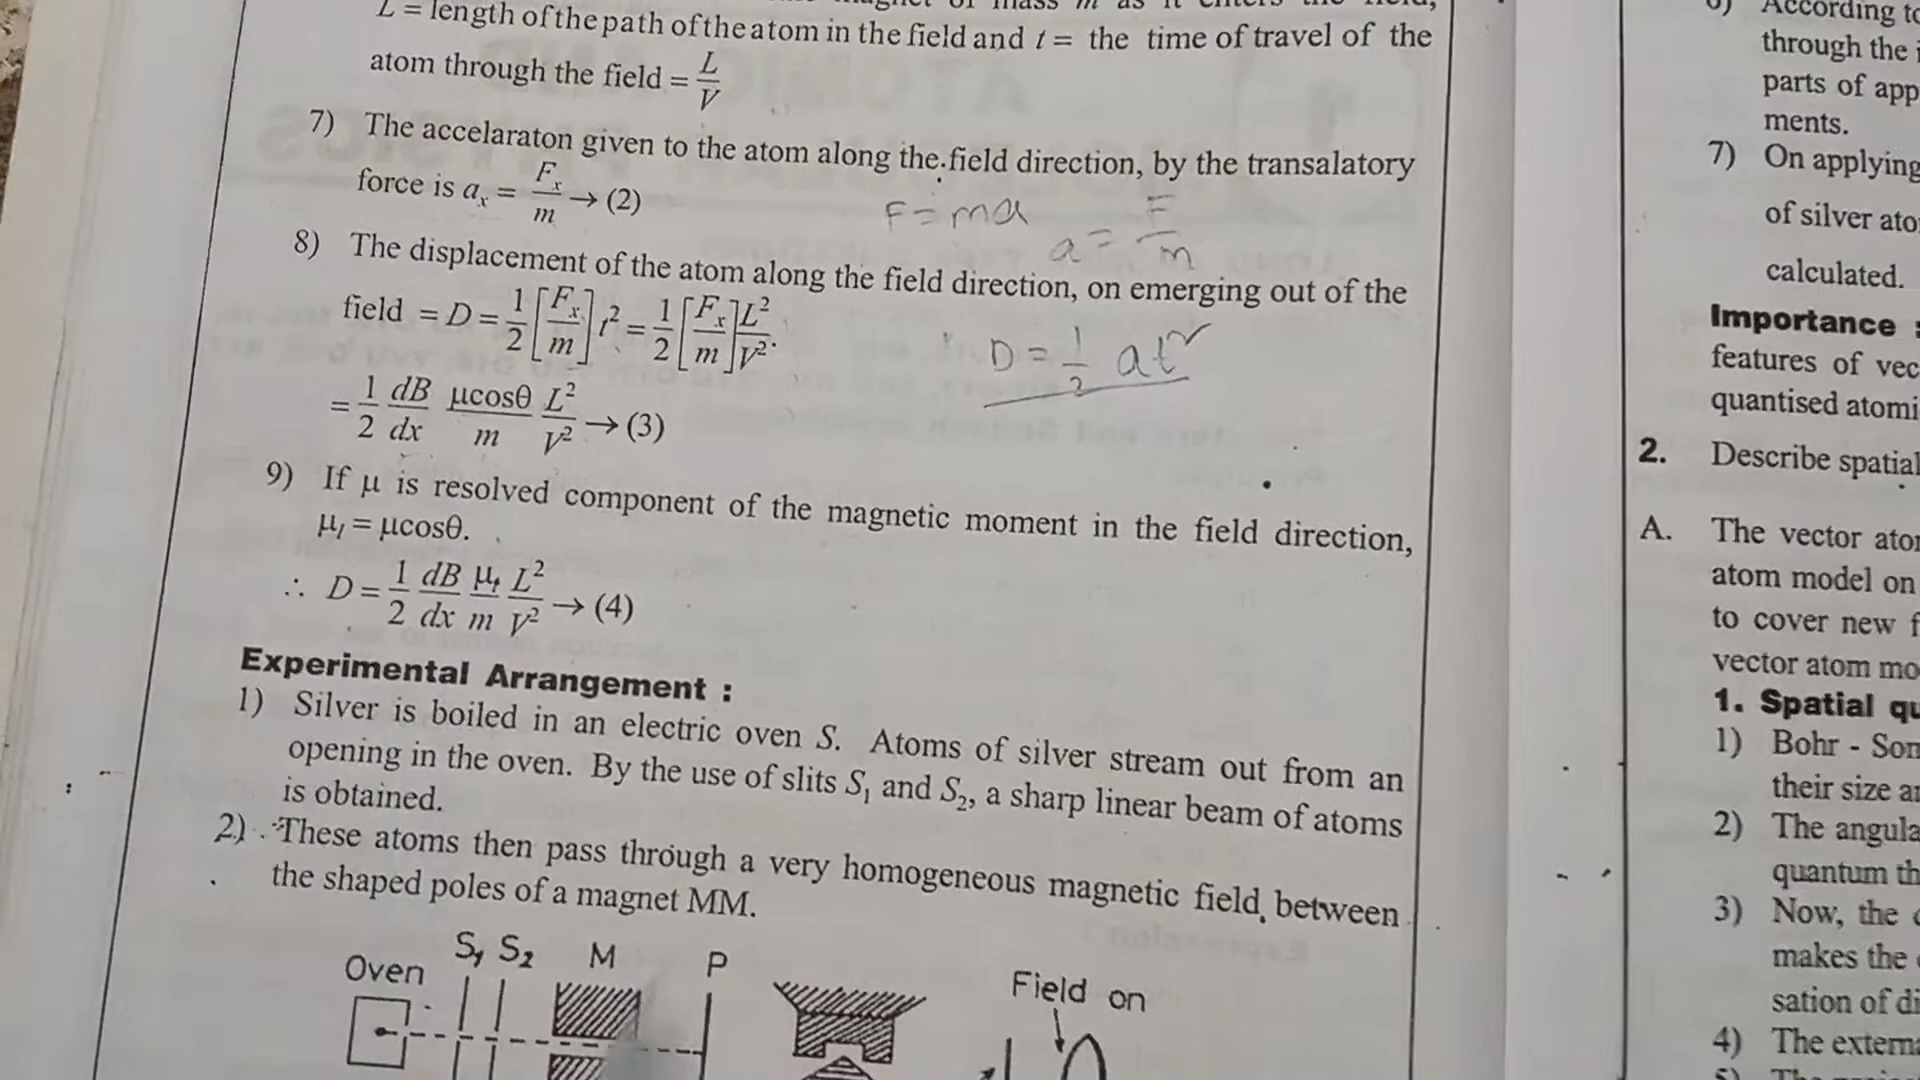 L = length of the path of the atom in the field and t = the time of travel of the
atom through the field = L/V
7) The accelaraton given to the atom along the field direction, by the transalatory
force is aₓ = Fₓ/m → (2)
F = ma
a = F/m
8) The displacement of the atom along the field direction, on emerging out of the
field = D = 1/2 [Fₓ/m] t² = 1/2 [Fₓ/m] L²/V².
D = 1/2 at²
= 1/2 dB/dx μcosθ/m L²/V² → (3)
9) If μ is resolved component of the magnetic moment in the field direction,
μₗ = μcosθ.
∴ D = 1/2 dB/dx μₗ/m L²/V² → (4)
Experimental Arrangement :
1) Silver is boiled in an electric oven S. Atoms of silver stream out from an
opening in the oven. By the use of slits S₁ and S₂, a sharp linear beam of atoms
is obtained.
2) These atoms then pass through a very homogeneous magnetic field, between
the shaped poles of a magnet MM.
Oven S₁ S₂ M P
Field on
According to
through the
parts of app
ments.
7) On applying
of silver ato
calculated.
Importance :
features of vec
quantised atomi
2. Describe spatial
A. The vector ator
atom model on
to cover new f
vector atom mo
1. Spatial qu
1) Bohr - Som
their size an
2) The angula
quantum th
3) Now, the
makes the
sation of di
4) The externa